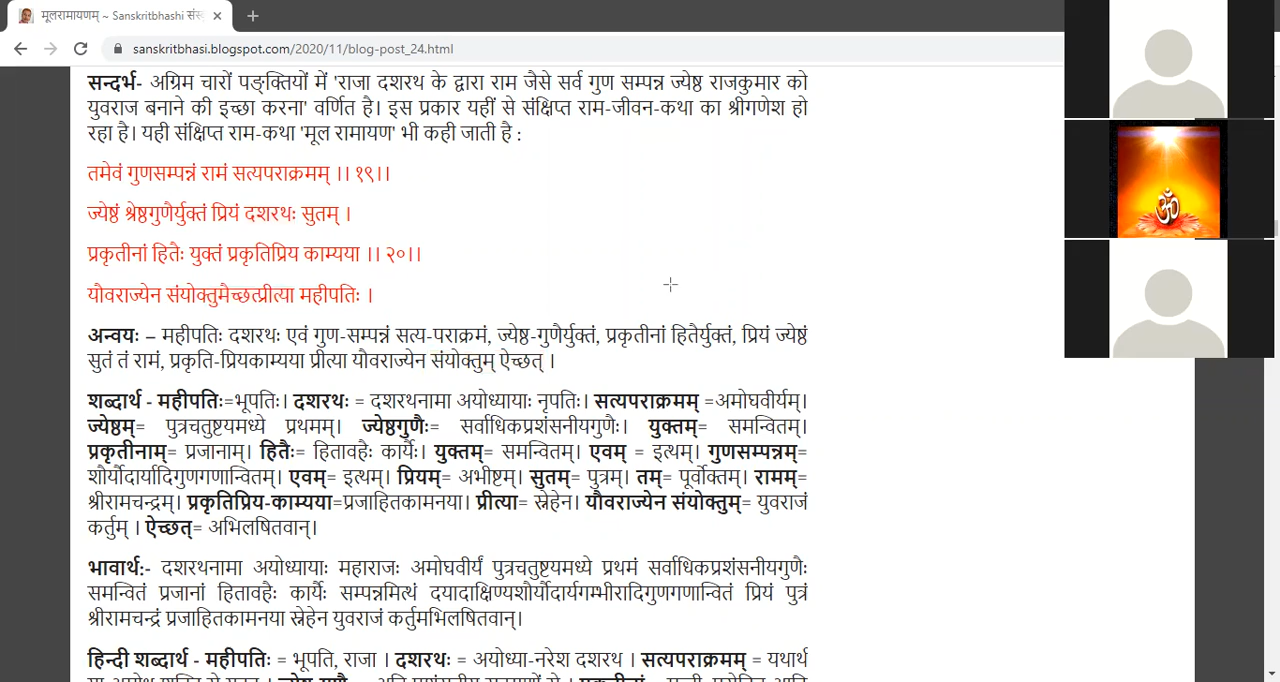 मूलरामायणम् ~ Sanskritbhashi संस्
sanskritbhasi.blogspot.com/2020/11/blog-post_24.html
सन्दर्भ- अग्रिम चारों पङ्क्तियों में 'राजा दशरथ के द्वारा राम जैसे सर्व गुण सम्पन्न ज्येष्ठ राजकुमार को
युवराज बनाने की इच्छा करना' वर्णित है। इस प्रकार यहीं से संक्षिप्त राम-जीवन-कथा का श्रीगणेश हो
रहा है। यही संक्षिप्त राम-कथा 'मूल रामायण' भी कही जाती है :
तमेवं गुणसम्पन्नं रामं सत्यपराक्रमम् ।। १९।।
ज्येष्ठं श्रेष्ठगुणैर्युक्तं प्रियं दशरथः सुतम् ।
प्रकृतीनां हितैः युक्तं प्रकृतिप्रिय काम्यया ।। २०।।
यौवराज्येन संयोक्तुमैच्छत्प्रीत्या महीपतिः ।
अन्वयः – महीपतिः दशरथः एवं गुण-सम्पन्नं सत्य-पराक्रमं, ज्येष्ठ-गुणैर्युक्तं, प्रकृतीनां हितैर्युक्तं, प्रियं ज्येष्ठं
सुतं तं रामं, प्रकृति-प्रियकाम्यया प्रीत्या यौवराज्येन संयोक्तुम् ऐच्छत् ।
शब्दार्थ - महीपतिः=भूपतिः। दशरथः = दशरथनामा अयोध्यायाः नृपतिः। सत्यपराक्रमम् =अमोघवीर्यम्।
ज्येष्ठम्= पुत्रचतुष्टयमध्ये प्रथमम्। ज्येष्ठगुणैः= सर्वाधिकप्रशंसनीयगुणैः। युक्तम्= समन्वितम्।
प्रकृतीनाम्= प्रजानाम्। हितैः= हितावहैः कार्यैः। युक्तम्= समन्वितम्। एवम् = इत्थम्। गुणसम्पन्नम्=
शौर्यौदार्यादिगुणगणान्वितम्। एवम्= इत्थम्। प्रियम्= अभीष्टम्। सुतम्= पुत्रम्। तम्= पूर्वोक्तम्। रामम्=
श्रीरामचन्द्रम्। प्रकृतिप्रिय-काम्यया=प्रजाहितकामनया। प्रीत्या= स्नेहेन। यौवराज्येन संयोक्तुम्= युवराजं
कर्तुम् । ऐच्छत्= अभिलषितवान्।
भावार्थः- दशरथनामा अयोध्यायाः महाराजः अमोघवीर्यं पुत्रचतुष्टयमध्ये प्रथमं सर्वाधिकप्रशंसनीयगुणैः
समन्वितं प्रजानां हितावहैः कार्यैः सम्पन्नमित्थं दयादाक्षिण्यशौर्यौदार्यगम्भीरादिगुणगणान्वितं प्रियं पुत्रं
श्रीरामचन्द्रं प्रजाहितकामनया स्नेहेन युवराजं कर्तुमभिलषितवान्।
हिन्दी शब्दार्थ - महीपतिः = भूपति, राजा । दशरथः = अयोध्या-नरेश दशरथ । सत्यपराक्रमम् = यथार्थ